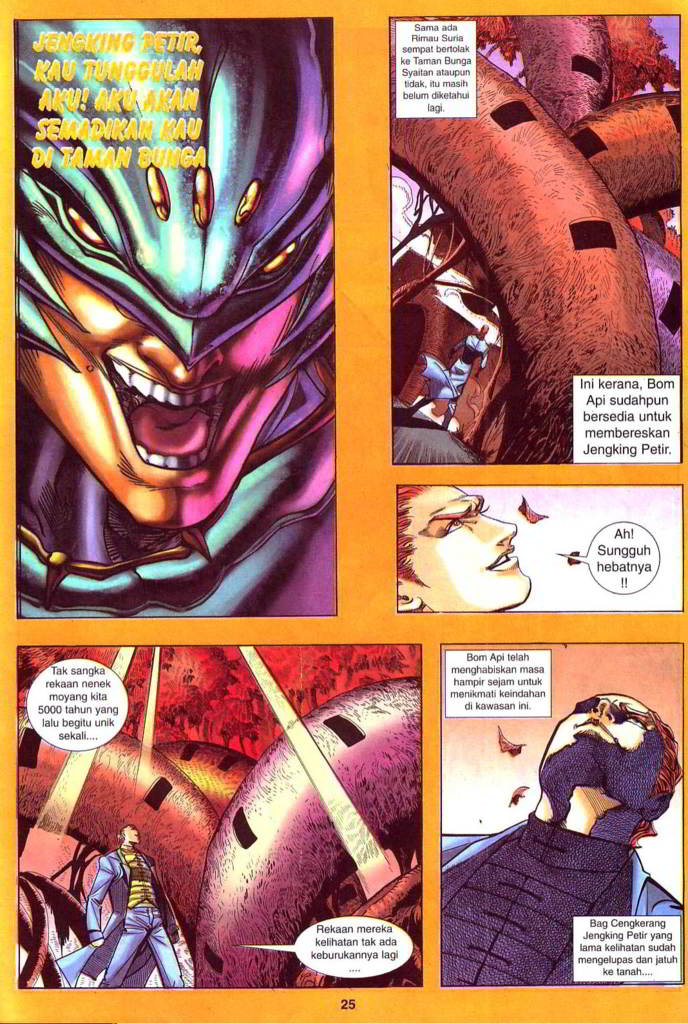 JENGKING PETIR,
KAU TUNGGULAH
AKU! AKU AKAN
SEMADIKAN KAU
DI TAMAN BUNGA
Sama ada
Rimau Suria
sempat bertolak
ke Taman Bunga
Syaitan ataupun
tidak, itu masih
belum diketahui
lagi.
Ini kerana, Bom
Api sudahpun
bersedia untuk
membereskan
Jengking Petir.
Ah!
Sungguh
hebatnya
!!
Tak sangka
rekaan nenek
moyang kita
5000 tahun yang
lalu begitu unik
sekali....
Rekaan mereka
kelihatan tak ada
keburukannya lagi
....
Bom Api telah
menghabiskan masa
hampir sejam untuk
menikmati keindahan
di kawasan ini.
Bag Cengkerang
Jengking Petir yang
lama kelihatan sudah
mengelupas dan jatuh
ke tanah....
25